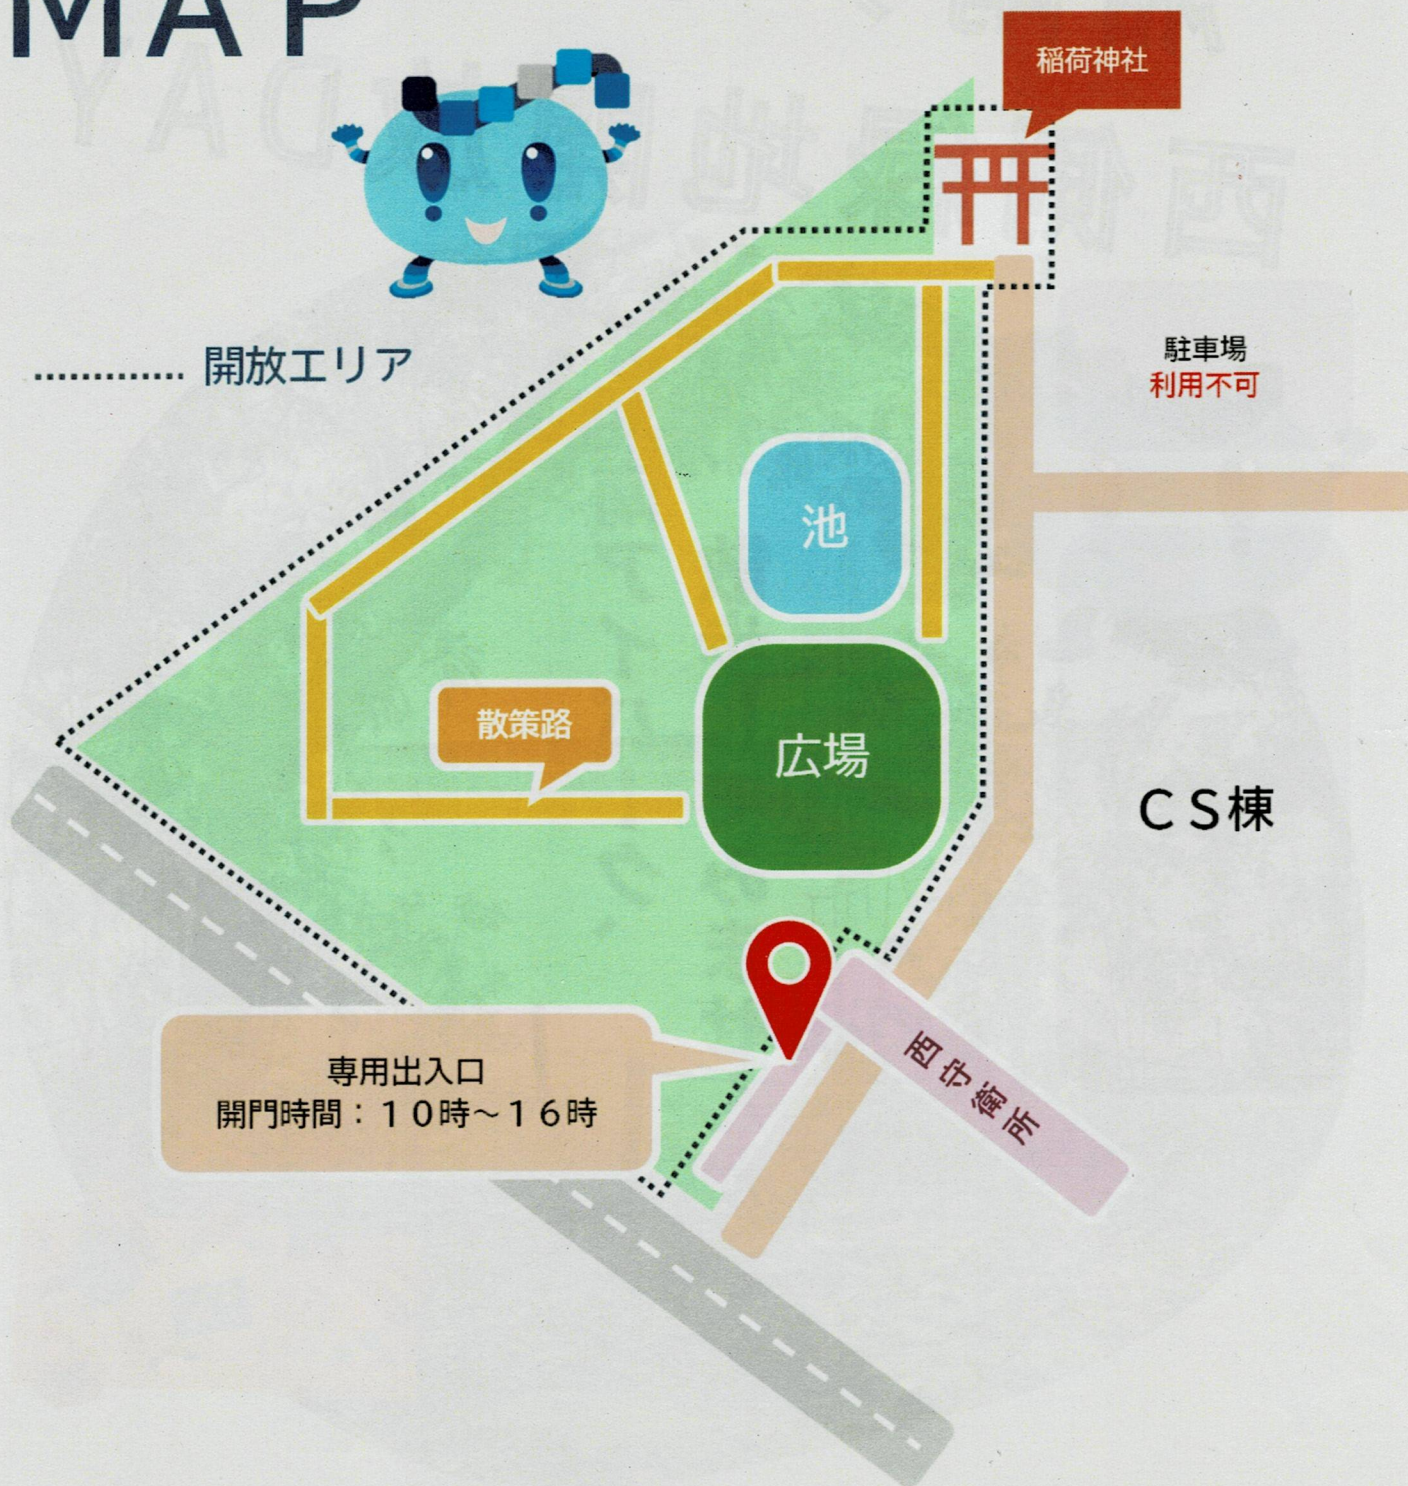 MAP
稲荷神社
開放エリア
駐車場
利用不可
池
散策路
広場
ＣＳ棟
専用出入口
開門時間：１０時～１６時
西守衛所